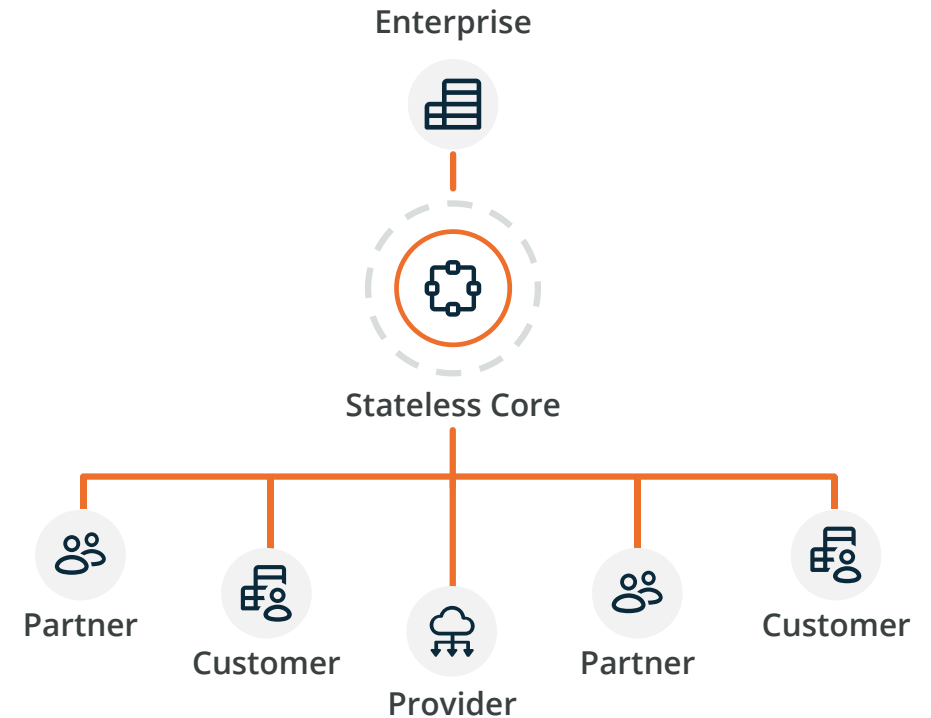 Enterprise
Stateless Core
Partner
Customer
Provider
Partner
Customer